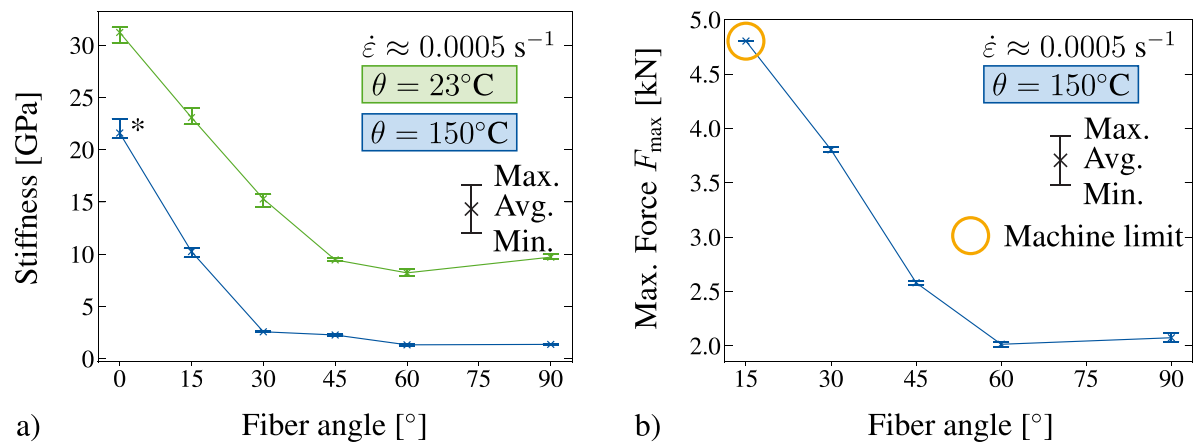 Stiffness [GPa]
30
25
20
15
10
5
0
ε̇ ≈ 0.0005 s⁻¹
θ = 23°C
θ = 150°C
*
Max.
Avg.
Min.
0 15 30 45 60 75 90
Fiber angle [°]
a)
Max. Force Fmax [kN]
5.0
4.5
4.0
3.5
3.0
2.5
2.0
ε̇ ≈ 0.0005 s⁻¹
θ = 150°C
Max.
Avg.
Min.
Machine limit
15 30 45 60 75 90
Fiber angle [°]
b)